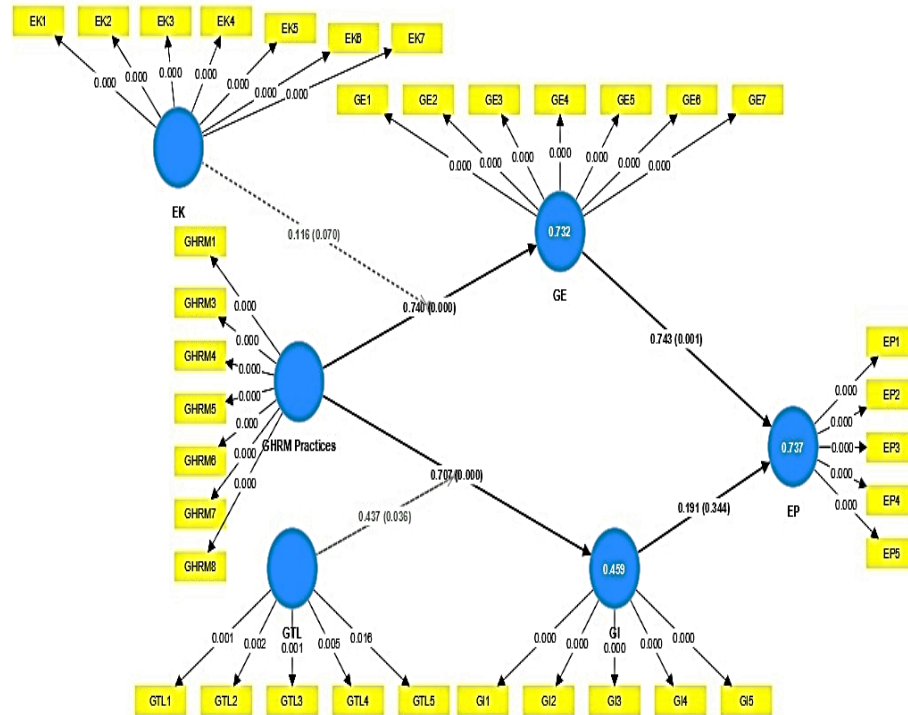 EK1
EK2
EK3
EK4
EK5
EK6
EK7
0.000
0.000
0.000
0.000
0.000
0.000
0.000
EK
0.116 (0.070)
GE1
GE2
GE3
GE4
GE5
GE6
GE7
0.000
0.000
0.000
0.000
0.000
0.000
0.000
0.732
GE
GHRM1
GHRM3
GHRM4
GHRM5
GHRM6
GHRM7
GHRM8
0.000
0.000
0.000
0.000
0.000
0.000
0.000
GHRM Practices
0.740 (0.000)
0.743 (0.001)
0.707 (0.000)
0.437 (0.036)
0.191 (0.344)
EP1
EP2
EP3
EP4
EP5
0.000
0.000
0.000
0.000
0.000
0.737
EP
GTL
0.001
0.002
0.001
0.005
0.016
GTL1
GTL2
GTL3
GTL4
GTL5
0.459
GI
0.000
0.000
0.000
0.000
0.000
GI1
GI2
GI3
GI4
GI5